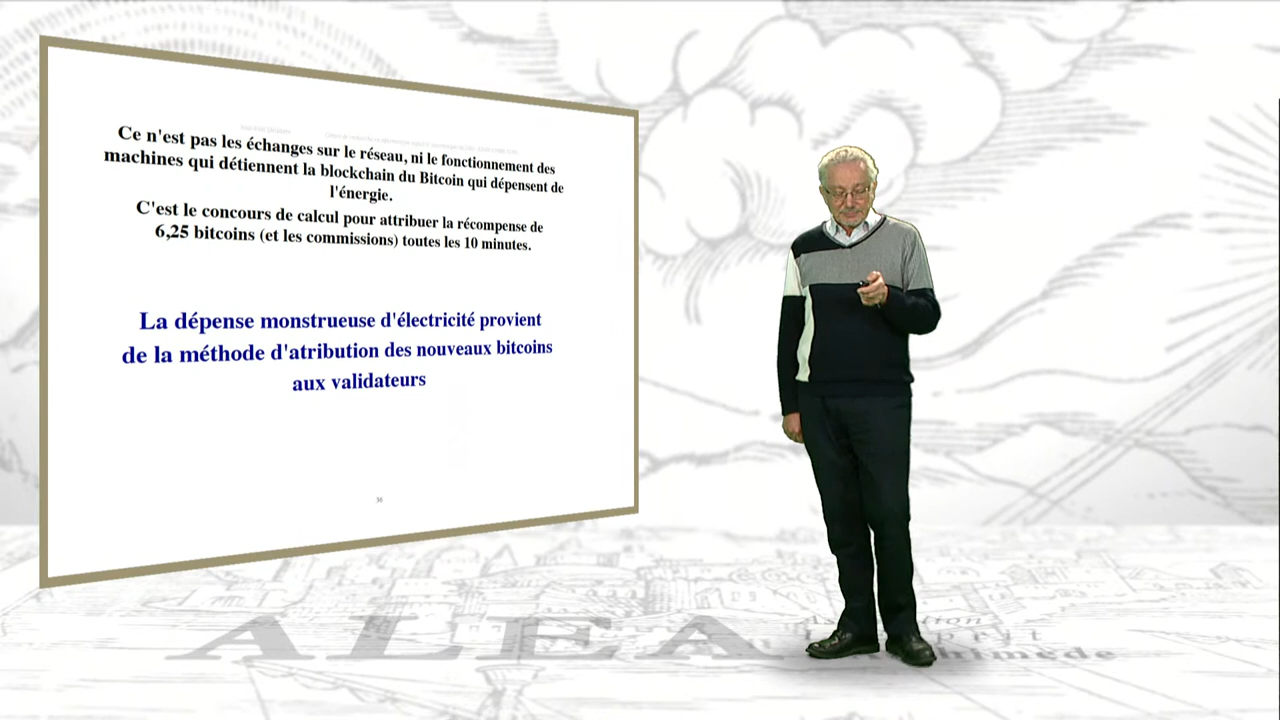 Ce n'est pas les échanges sur le réseau, ni le fonctionnement des
machines qui détiennent la blockchain du Bitcoin qui dépensent de
l'énergie.
C'est le concours de calcul pour attribuer la récompense de
6,25 bitcoins (et les commissions) toutes les 10 minutes.
La dépense monstrueuse d'électricité provient
de la méthode d'atribution des nouveaux bitcoins
aux validateurs
ALEA